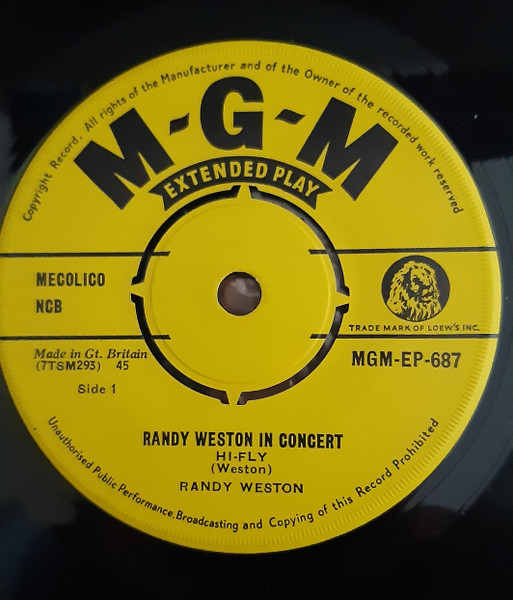 Copyright Record. All rights of the Manufacturer and of the Owner of the recorded work reserved
M-G-M
EXTENDED PLAY
MECOLICO
NCB
TRADE MARK OF LOEW'S INC.
Made in Gt. Britain
(7TSM293) 45
MGM-EP-687
Side 1
RANDY WESTON IN CONCERT
HI-FLY
(Weston)
RANDY WESTON
Unauthorised Public Performance, Broadcasting and Copying of this Record Prohibited